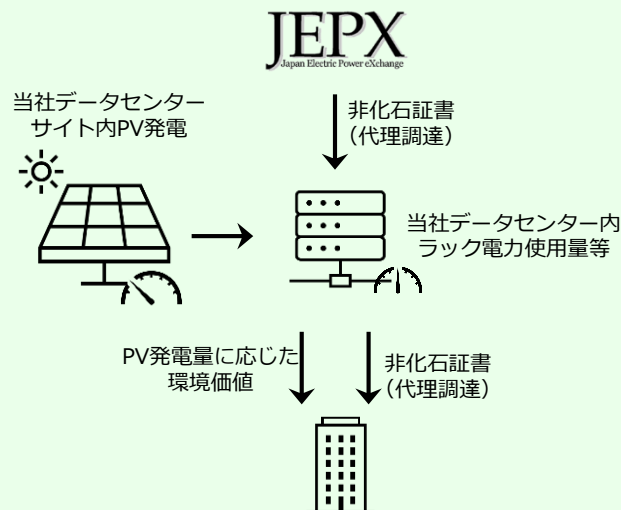 JEPX
Japan Electric Power eXchange
当社データセンター
サイト内PV発電
非化石証書
（代理調達）
当社データセンター内
ラック電力使用量等
PV発電量に応じた
環境価値
非化石証書
（代理調達）